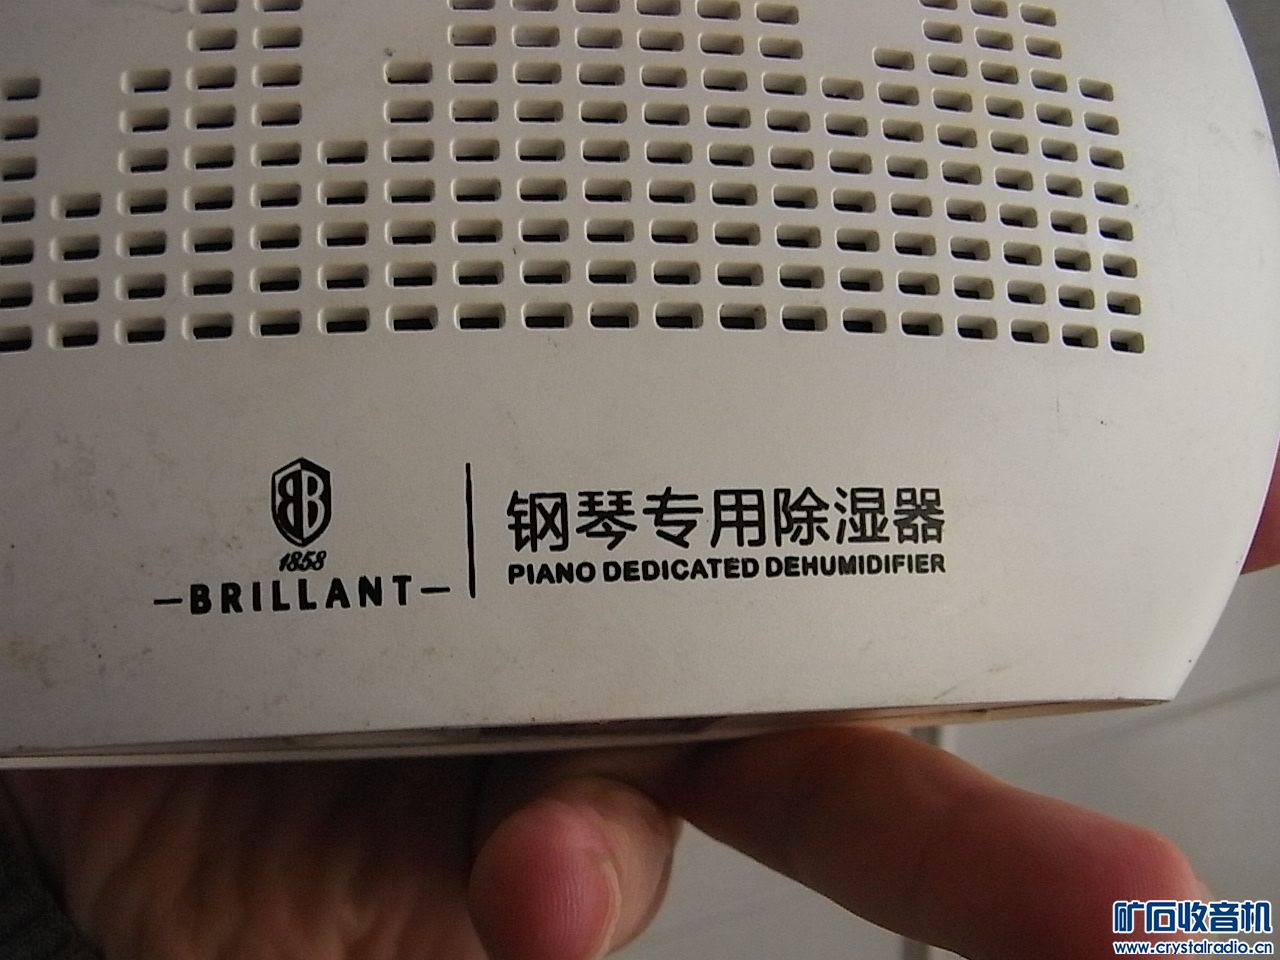 BB
1858
—BRILLANT—
钢琴专用除湿器
PIANO DEDICATED DEHUMIDIFIER
矿石收音机
www.crystalradio.cn